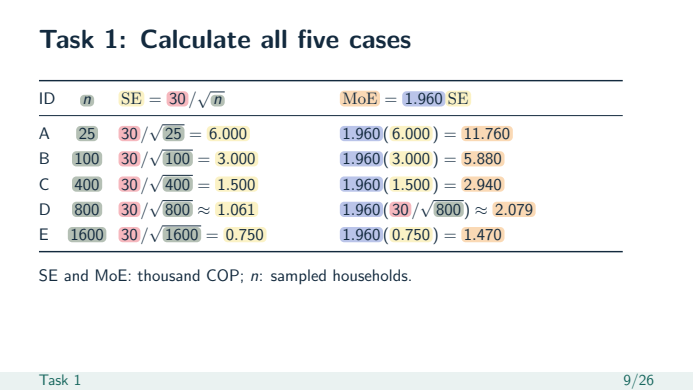 Task 1: Calculate all five cases
ID n SE = 30/√n MoE = 1.960 SE
A 25 30/√25 = 6.000 1.960(6.000) = 11.760
B 100 30/√100 = 3.000 1.960(3.000) = 5.880
C 400 30/√400 = 1.500 1.960(1.500) = 2.940
D 800 30/√800 ≈ 1.061 1.960(30/√800) ≈ 2.079
E 1600 30/√1600 = 0.750 1.960(0.750) = 1.470
SE and MoE: thousand COP; n: sampled households.
Task 1 9/26